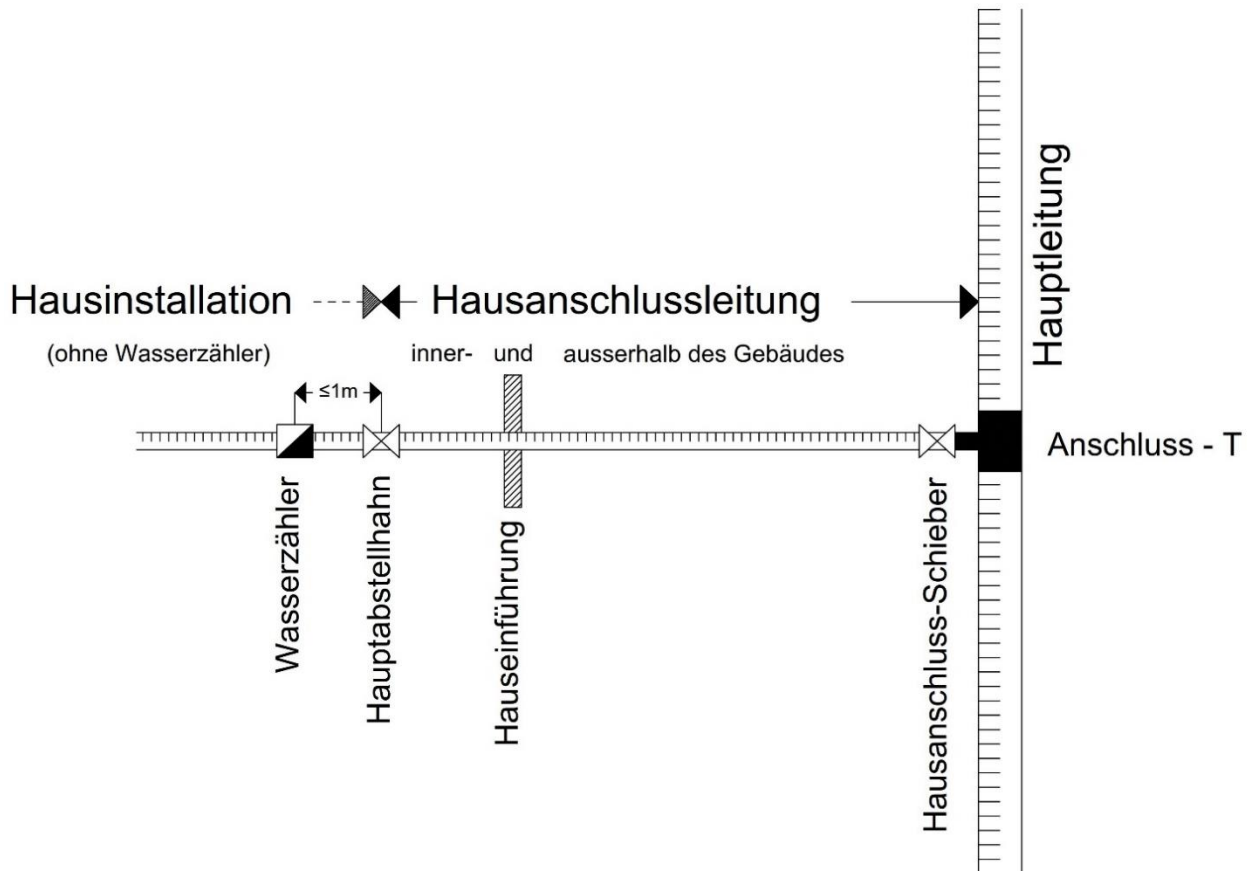 Hauptleitung
Hausinstallation
Hausanschlussleitung
(ohne Wasserzähler)
inner- und ausserhalb des Gebäudes
≤1m
Anschluss - T
Wasserzähler
Hauptabstellhahn
Hauseinführung
Hausanschluss-Schieber